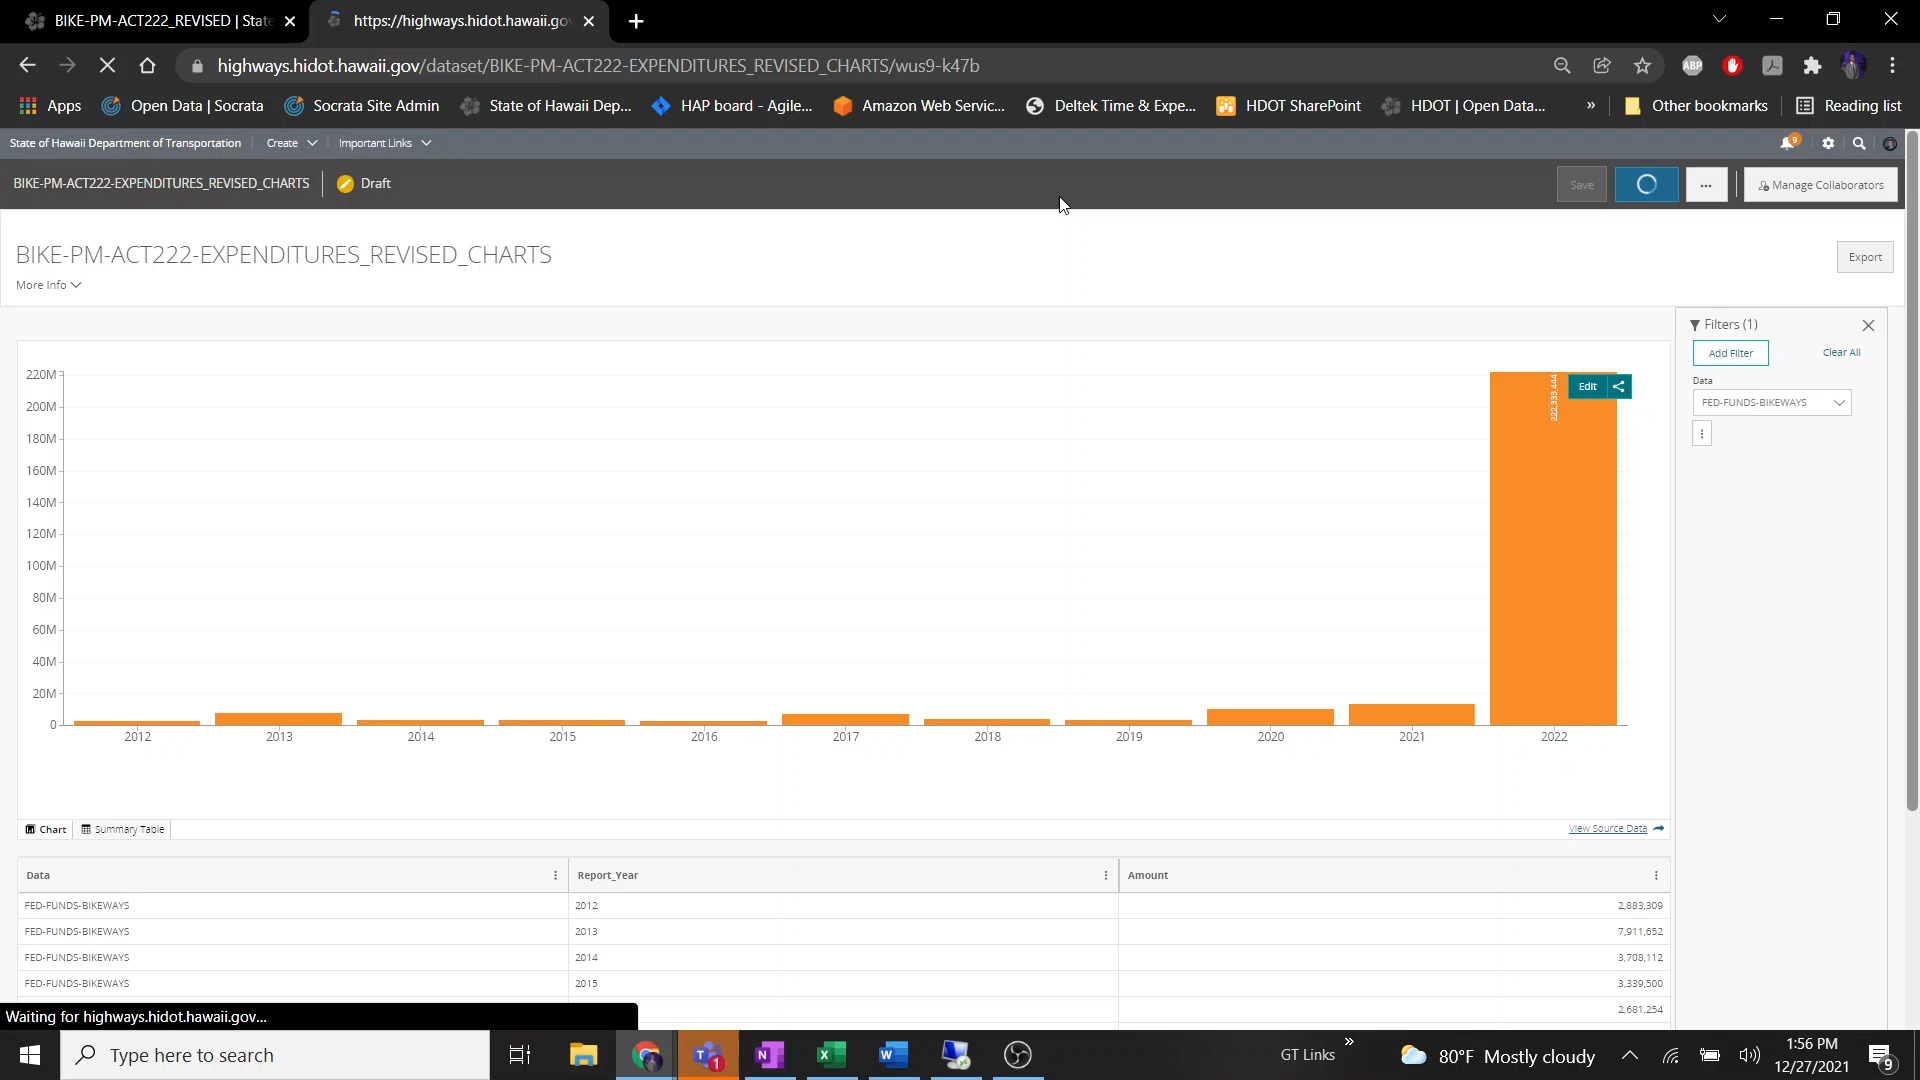 BIKE-PM-ACT222_REVISED | State
https://highways.hidot.hawaii.gov
highways.hidot.hawaii.gov/dataset/BIKE-PM-ACT222-EXPENDITURES_REVISED_CHARTS/wus9-k47b
ABP
Apps
Open Data | Socrata
Socrata Site Admin
State of Hawaii Dep...
HAP board - Agile...
Amazon Web Servic...
Deltek Time & Expe...
HDOT SharePoint
HDOT | Open Data...
»
Other bookmarks
Reading list
State of Hawaii Department of Transportation
Create
Important Links
9
BIKE-PM-ACT222-EXPENDITURES_REVISED_CHARTS
Draft
Save
...
Manage Collaborators
BIKE-PM-ACT222-EXPENDITURES_REVISED_CHARTS
Export
More Info
Filters (1)
Add Filter
Clear All
Data
FED-FUNDS-BIKEWAYS
220M
200M
180M
160M
140M
120M
100M
80M
60M
40M
20M
0
222,333,444
Edit
2012
2013
2014
2015
2016
2017
2018
2019
2020
2021
2022
Chart
Summary Table
View Source Data
Data
Report_Year
Amount
FED-FUNDS-BIKEWAYS 2012 2,883,309
FED-FUNDS-BIKEWAYS 2013 7,911,652
FED-FUNDS-BIKEWAYS 2014 3,708,112
FED-FUNDS-BIKEWAYS 2015 3,339,500
2,681,254
Waiting for highways.hidot.hawaii.gov...
Type here to search
T
1
N
X
W
GT Links
»
80°F Mostly cloudy
1:56 PM
12/27/2021
9